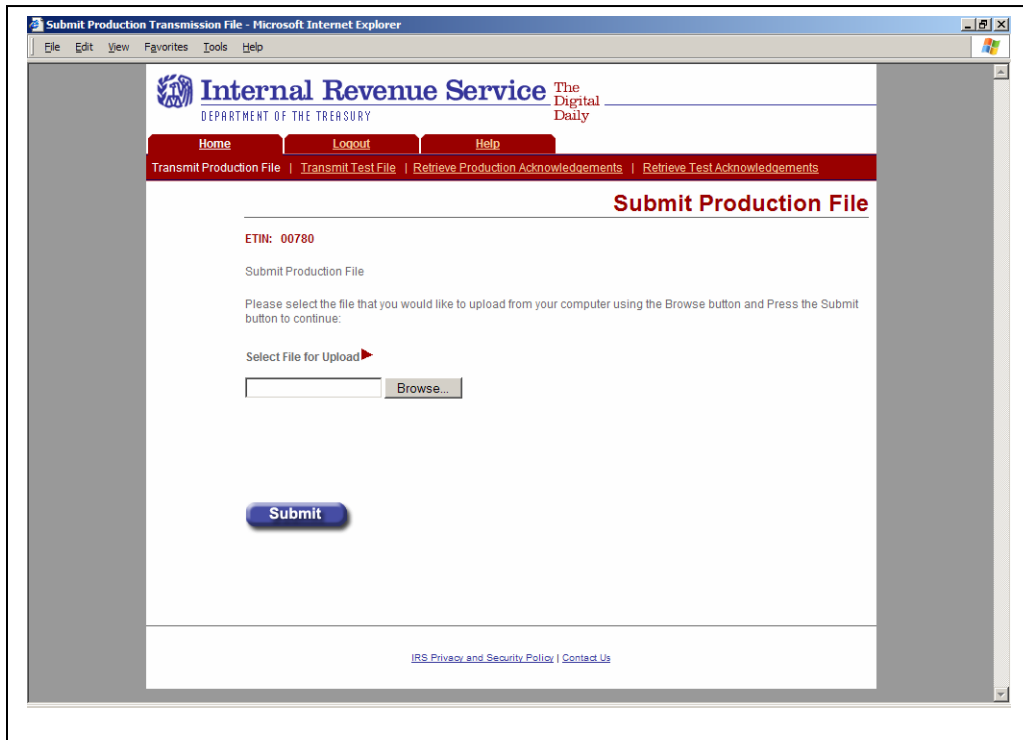 Submit Production Transmission File - Microsoft Internet Explorer
File Edit View Favorites Tools Help
Internal Revenue Service
DEPARTMENT OF THE TREASURY
The
Digital
Daily
Home Logout Help
Transmit Production File | Transmit Test File | Retrieve Production Acknowledgements | Retrieve Test Acknowledgements
Submit Production File
ETIN: 00780
Submit Production File
Please select the file that you would like to upload from your computer using the Browse button and Press the Submit
button to continue:
Select File for Upload
Browse...
Submit
IRS Privacy and Security Policy | Contact Us